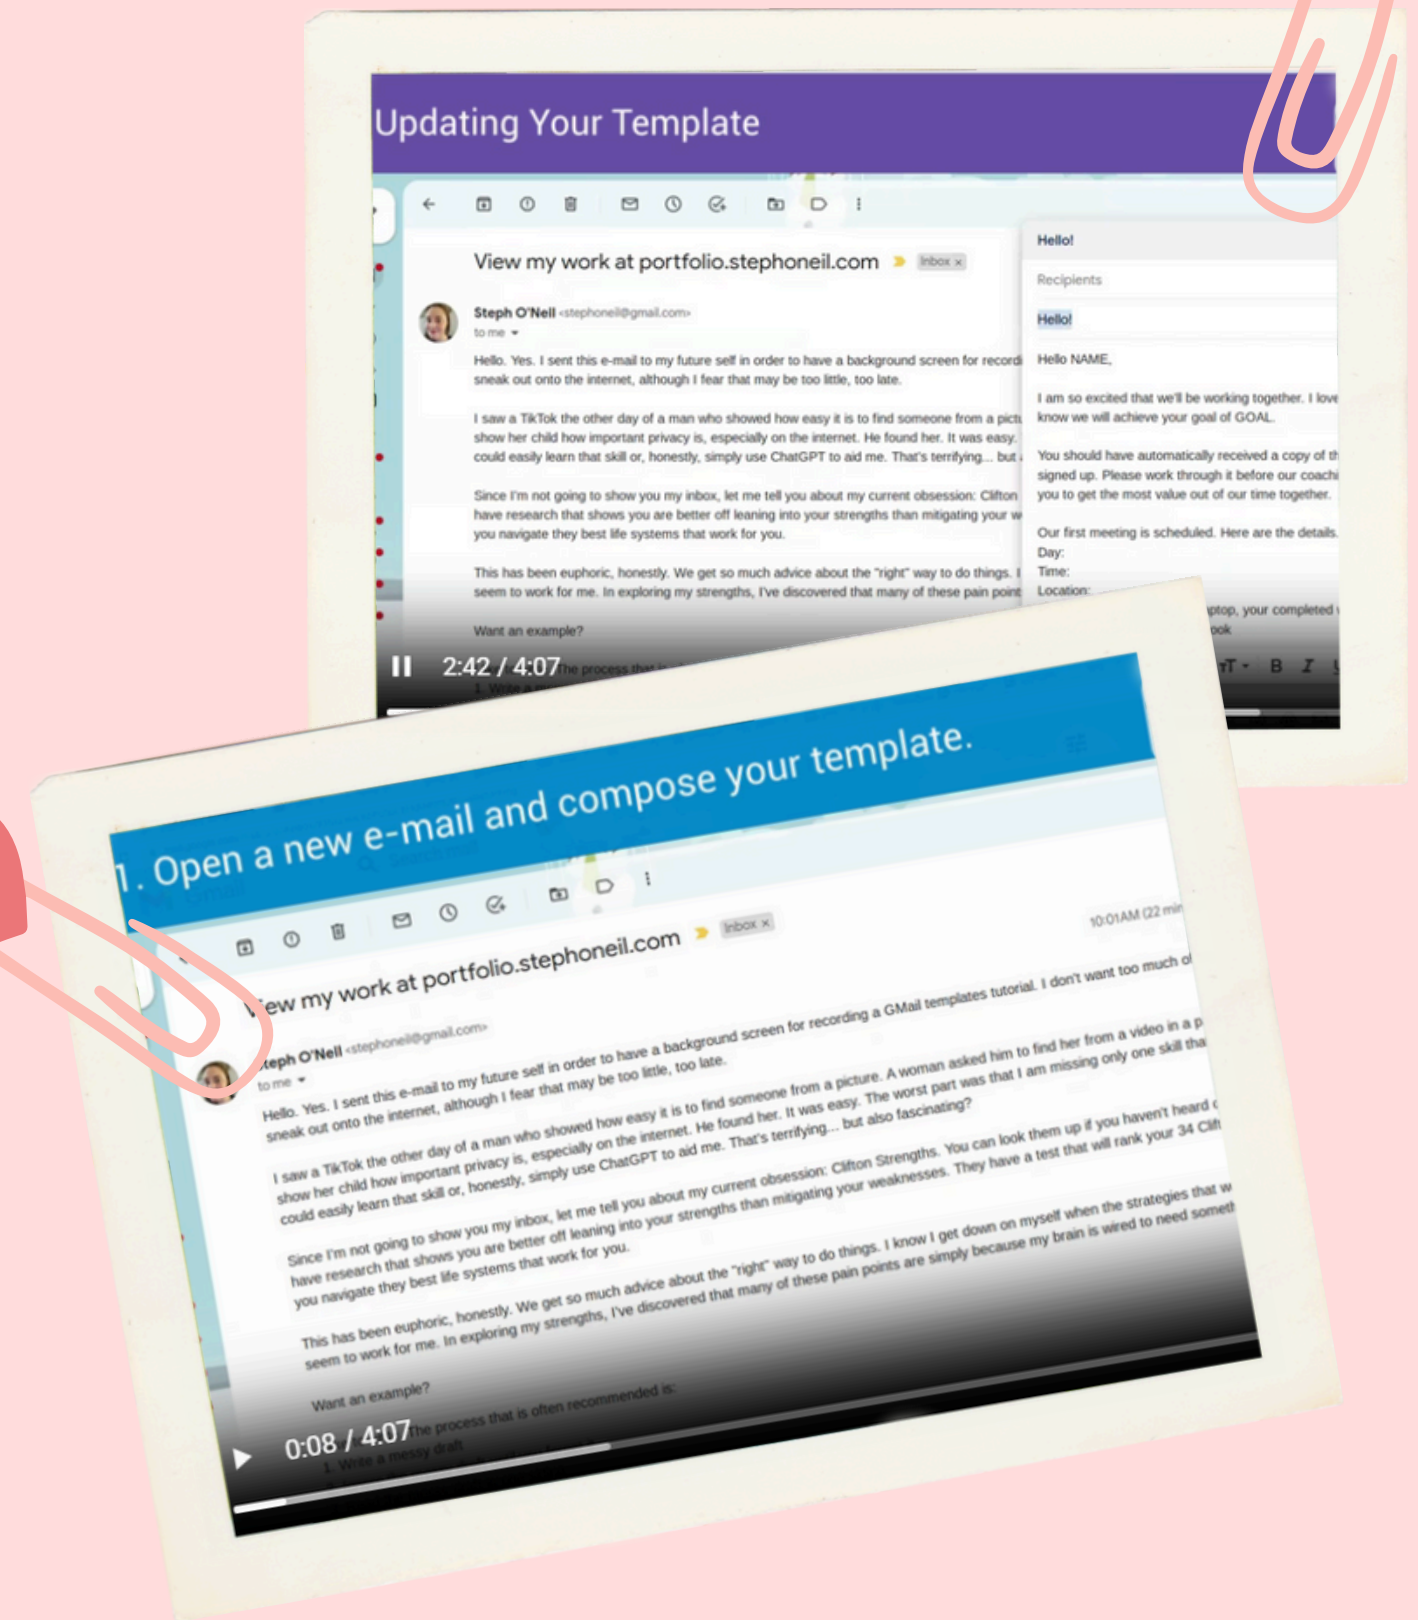 Updating Your Template
View my work at portfolio.stephoneil.com
Inbox x
Steph O'Nell <stephoneil@gmail.com>
to me
Hello. Yes. I sent this e-mail to my future self in order to have a background screen for record
sneak out onto the internet, although I fear that may be too little, too late.
I saw a TikTok the other day of a man who showed how easy it is to find someone from a pict
show her child how important privacy is, especially on the internet. He found her. It was easy.
could easily learn that skill or, honestly, simply use ChatGPT to aid me. That's terrifying... but
Since I'm not going to show you my inbox, let me tell you about my current obsession: Clifton
have research that shows you are better off leaning into your strengths than mitigating your w
you navigate they best life systems that work for you.
This has been euphoric, honestly. We get so much advice about the "right" way to do things. I
seem to work for me. In exploring my strengths, I've discovered that many of these pain point
Want an example?
The process that is
1. Write a
2:42 / 4:07
Hello!
Recipients
Hello!
Hello NAME,
I am so excited that we'll be working together. I love
know we will achieve your goal of GOAL.
You should have automatically received a copy of th
signed up. Please work through it before our coachi
you to get the most value out of our time together.
Our first meeting is scheduled. Here are the details.
Day:
Time:
Location:
ptop, your completed
ook
B I U
1. Open a new e-mail and compose your template.
Gmail
Search mail
View my work at portfolio.stephoneil.com
Inbox x
10:01AM (22 min
Steph O'Nell <stephoneil@gmail.com>
to me
Hello. Yes. I sent this e-mail to my future self in order to have a background screen for recording a GMail templates tutorial. I don't want too much of
sneak out onto the internet, although I fear that may be too little, too late.
I saw a TikTok the other day of a man who showed how easy it is to find someone from a picture. A woman asked him to find her from a video in a p
show her child how important privacy is, especially on the internet. He found her. It was easy. The worst part was that I am missing only one skill tha
could easily learn that skill or, honestly, simply use ChatGPT to aid me. That's terrifying... but also fascinating?
Since I'm not going to show you my inbox, let me tell you about my current obsession: Clifton Strengths. You can look them up if you haven't heard o
have research that shows you are better off leaning into your strengths than mitigating your weaknesses. They have a test that will rank your 34 Clift
you navigate they best life systems that work for you.
This has been euphoric, honestly. We get so much advice about the "right" way to do things. I know I get down on myself when the strategies that w
seem to work for me. In exploring my strengths, I've discovered that many of these pain points are simply because my brain is wired to need someth
Want an example?
The process that is often recommended is:
1. Write a messy draft
0:08 / 4:07